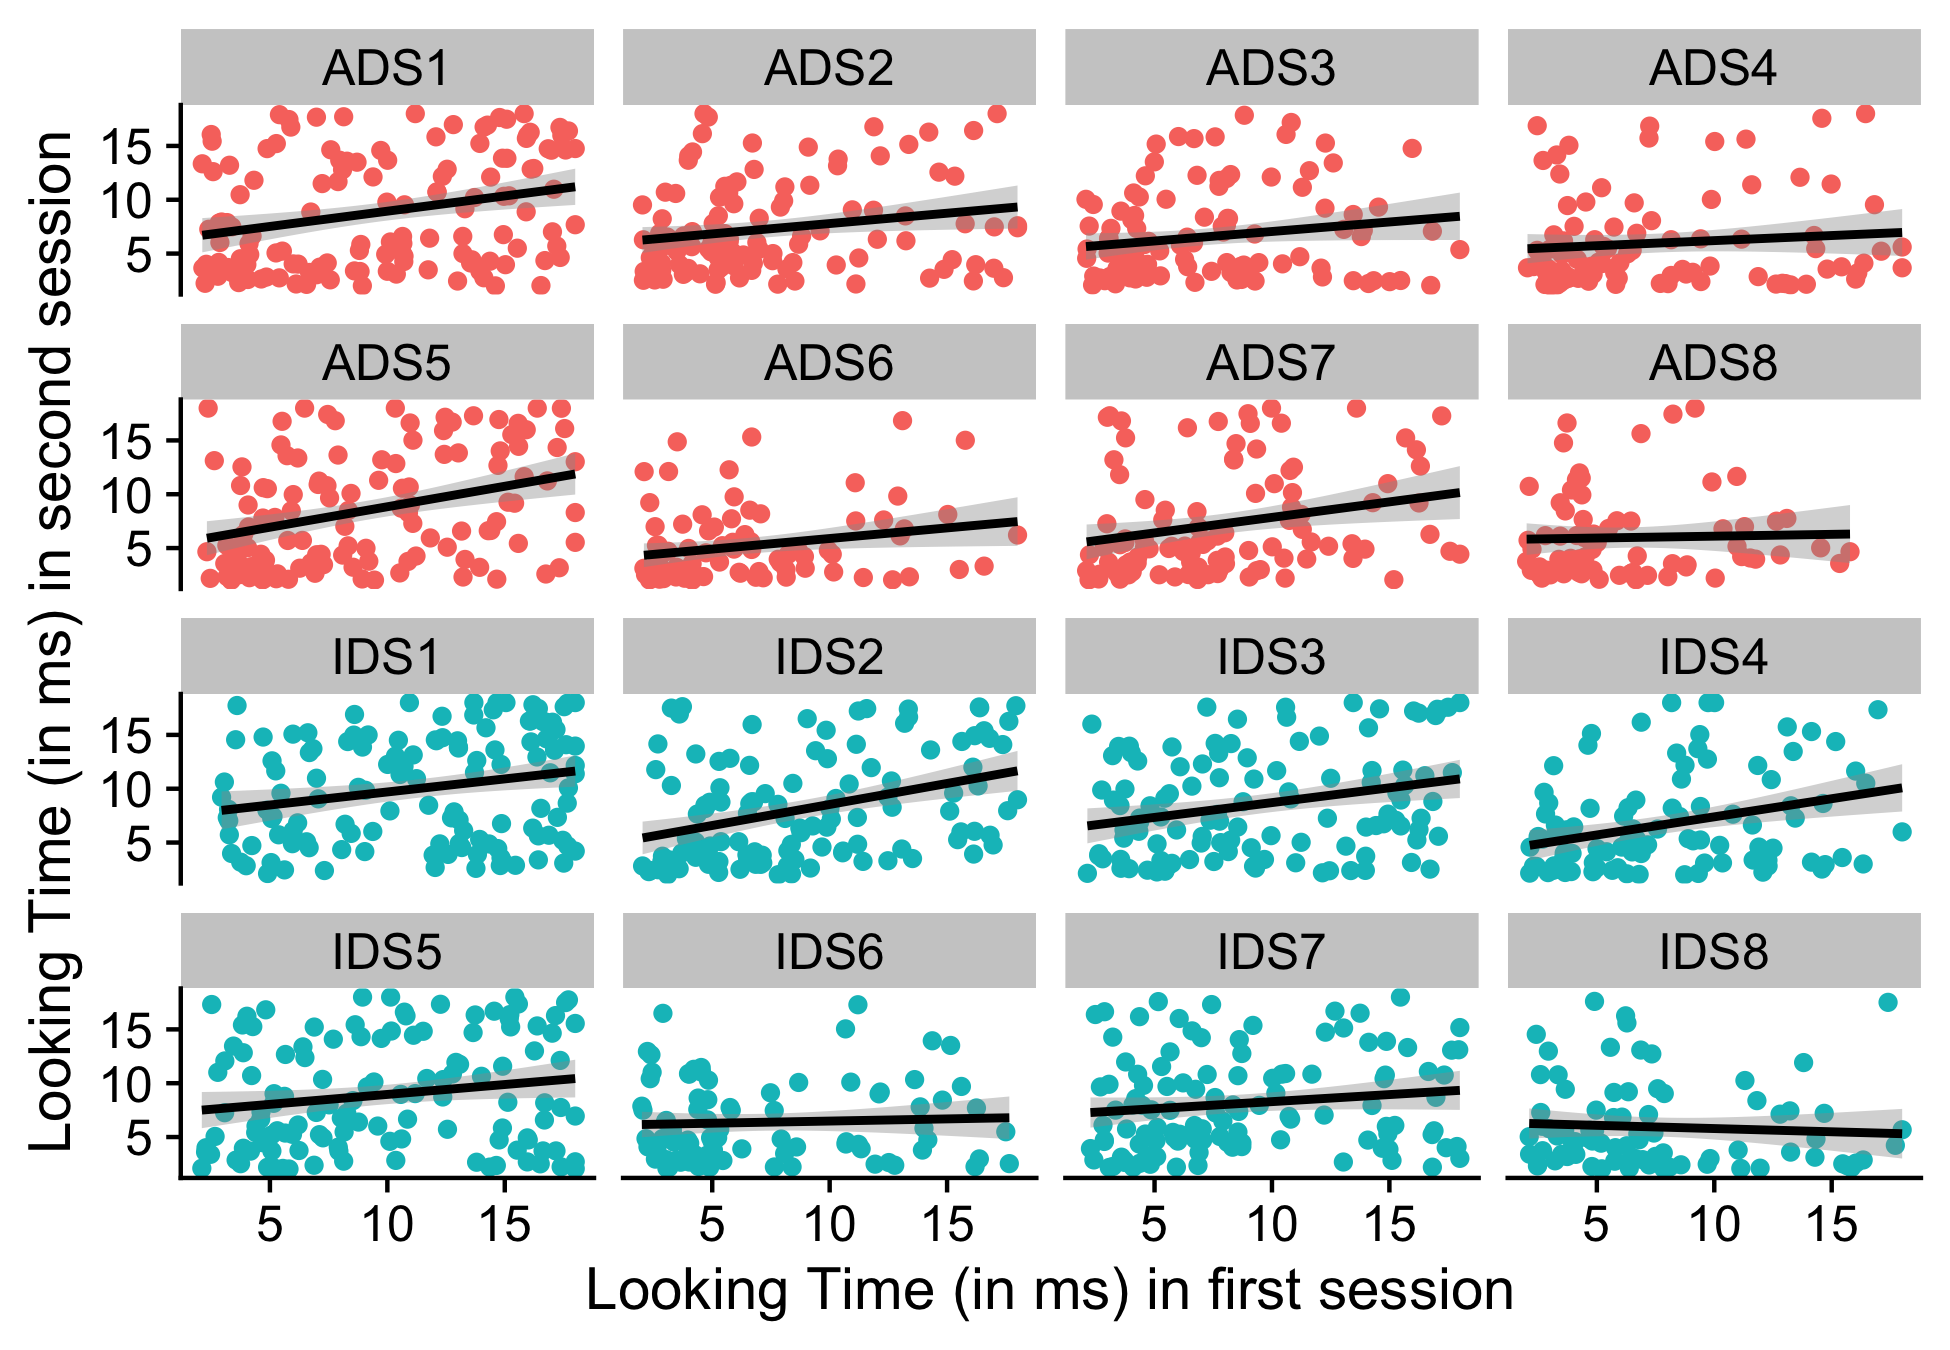 ADS1 ADS2 ADS3 ADS4
15
10
5
ADS5 ADS6 ADS7 ADS8
15
10
5
IDS1 IDS2 IDS3 IDS4
15
10
5
IDS5 IDS6 IDS7 IDS8
15
10
5
5 10 15 5 10 15 5 10 15 5 10 15
Looking Time (in ms) in first session
Looking Time (in ms) in second session